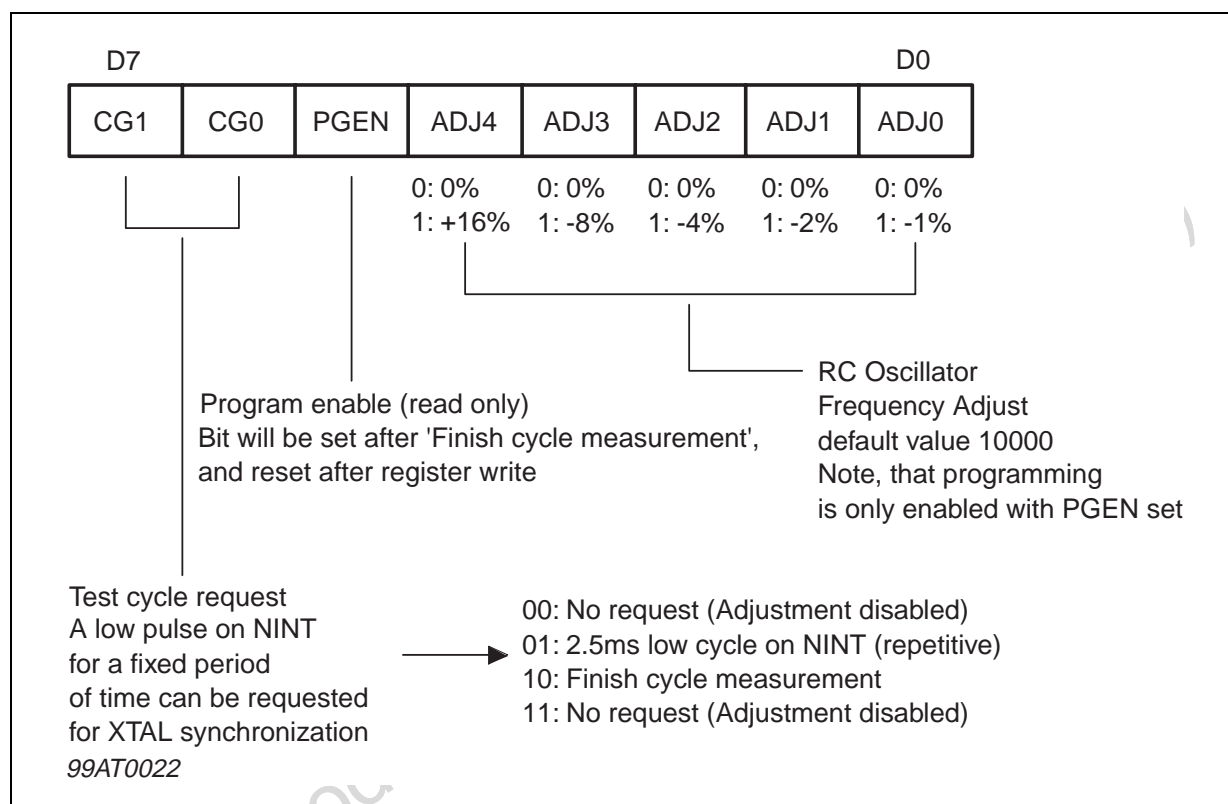 D7 D0
CG1 CG0 PGEN ADJ4 ADJ3 ADJ2 ADJ1 ADJ0
0: 0% 0: 0% 0: 0% 0: 0% 0: 0%
1: +16% 1: -8% 1: -4% 1: -2% 1: -1%
RC Oscillator
Frequency Adjust
default value 10000
Note, that programming
is only enabled with PGEN set
Program enable (read only)
Bit will be set after 'Finish cycle measurement',
and reset after register write
Test cycle request
A low pulse on NINT
for a fixed period
of time can be requested
for XTAL synchronization
00: No request (Adjustment disabled)
01: 2.5ms low cycle on NINT (repetitive)
10: Finish cycle measurement
11: No request (Adjustment disabled)
99AT0022